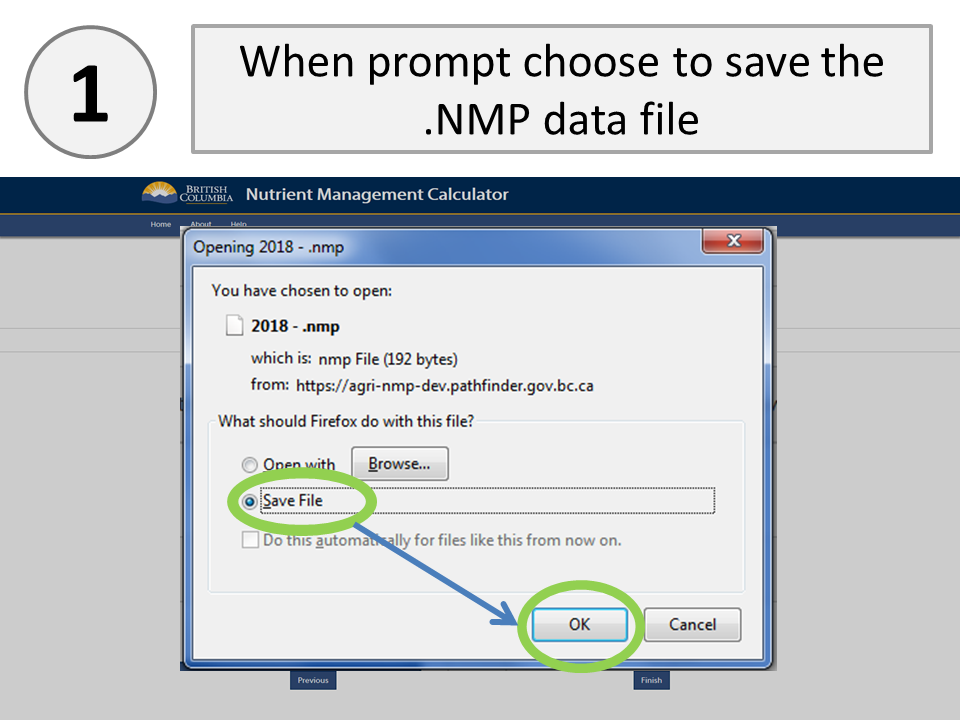 1
When prompt choose to save the
.NMP data file
BRITISH
COLUMBIA
Nutrient Management Calculator
Home About Help
Opening 2018 - .nmp
You have chosen to open:
2018 - .nmp
which is: nmp File (192 bytes)
from: https://agri-nmp-dev.pathfinder.gov.bc.ca
What should Firefox do with this file?
Open with Browse...
Save File
Do this automatically for files like this from now on.
OK Cancel
Previous Finish